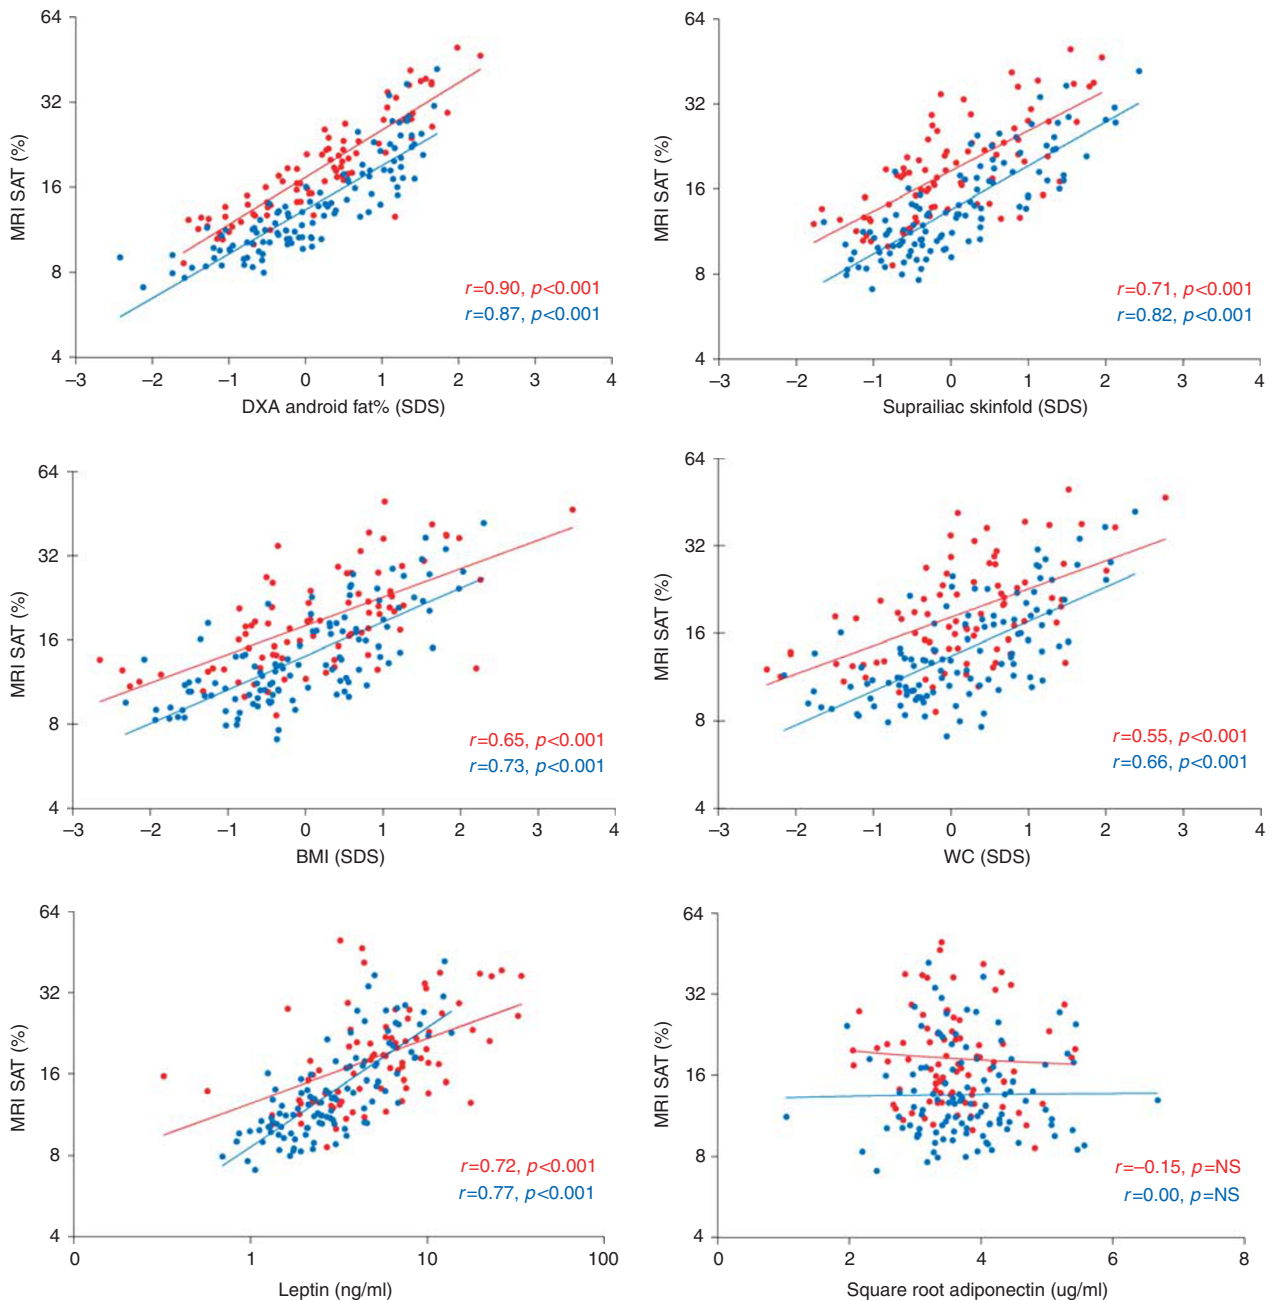 64
32
16
8
4
MRI SAT (%)
r=0.90, p<0.001
r=0.87, p<0.001
−3 −2 −1 0 1 2 3 4
DXA android fat% (SDS)
64
32
16
8
4
MRI SAT (%)
r=0.71, p<0.001
r=0.82, p<0.001
−3 −2 −1 0 1 2 3 4
Suprailiac skinfold (SDS)
64
32
16
8
4
MRI SAT (%)
r=0.65, p<0.001
r=0.73, p<0.001
−3 −2 −1 0 1 2 3 4
BMI (SDS)
64
32
16
8
4
MRI SAT (%)
r=0.55, p<0.001
r=0.66, p<0.001
−3 −2 −1 0 1 2 3 4
WC (SDS)
64
32
16
8
4
MRI SAT (%)
r=0.72, p<0.001
r=0.77, p<0.001
0 1 10 100
Leptin (ng/ml)
64
32
16
8
4
MRI SAT (%)
r=−0.15, p=NS
r=0.00, p=NS
0 2 4 6 8
Square root adiponectin (ug/ml)